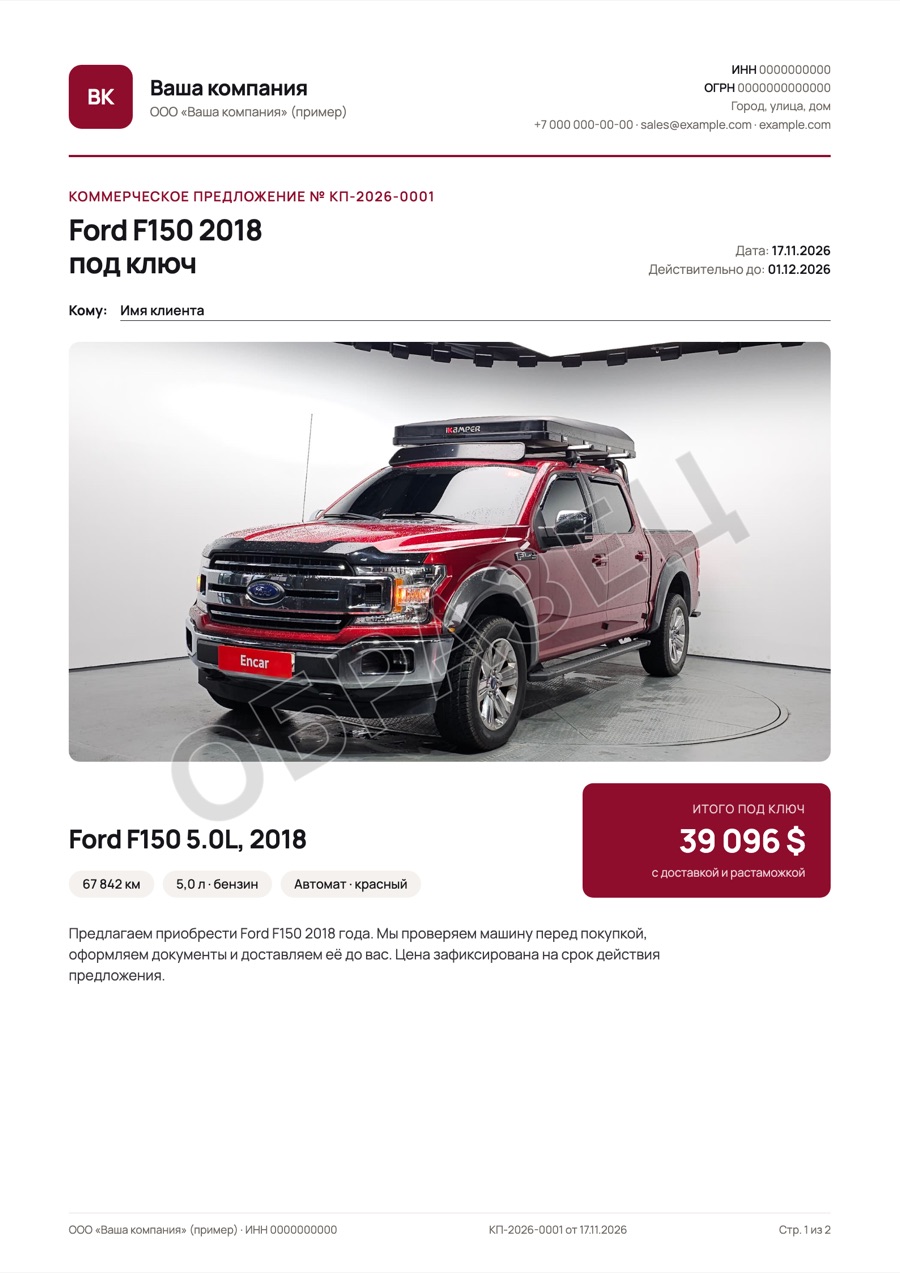 ВК
Ваша компания
ООО «Ваша компания» (пример)
ИНН 0000000000
ОГРН 0000000000000
Город, улица, дом
+7 000 000-00-00 · sales@example.com · example.com
КОММЕРЧЕСКОЕ ПРЕДЛОЖЕНИЕ № КП-2026-0001
Ford F150 2018
под ключ
Дата: 17.11.2026
Действительно до: 01.12.2026
Кому: Имя клиента
iKAMPER
Ford
Encar
ОБРАЗЕЦ
Ford F150 5.0L, 2018
67 842 км
5,0 л · бензин
Автомат · красный
ИТОГО ПОД КЛЮЧ
39 096 $
с доставкой и растаможкой
Предлагаем приобрести Ford F150 2018 года. Мы проверяем машину перед покупкой,
оформляем документы и доставляем её до вас. Цена зафиксирована на срок действия
предложения.
ООО «Ваша компания» (пример) · ИНН 0000000000
КП-2026-0001 от 17.11.2026
Стр. 1 из 2